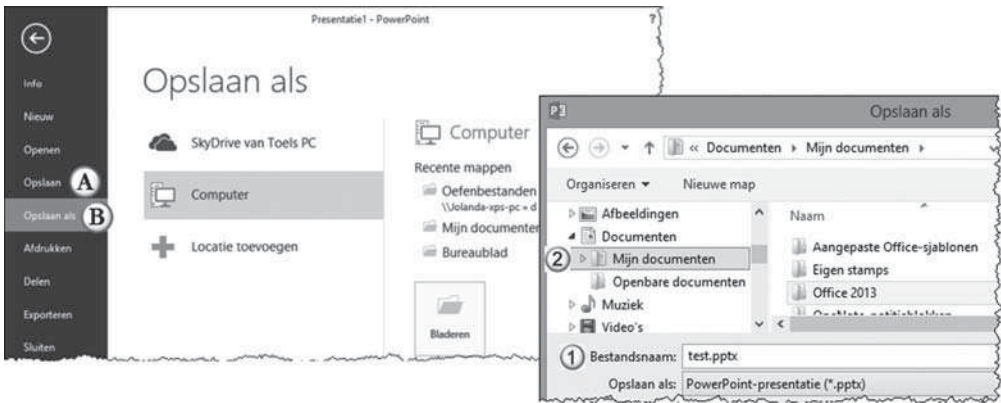 Presentatie1 - PowerPoint
?
Info
Nieuw
Openen
Opslaan
A
Opslaan als
B
Afdrukken
Delen
Exporteren
Sluiten
Opslaan als
SkyDrive van Toels PC
Computer
Locatie toevoegen
Computer
Recente mappen
Oefenbestanden
\\Jolanda-xps-pc » d
Mijn documenten
Bureaublad
Bladeren
P
Opslaan als
« Documenten Mijn documenten
Organiseren
Nieuwe map
Afbeeldingen
Documenten
2 Mijn documenten
Openbare documenten
Muziek
Video's
Naam
Aangepaste Office-sjablonen
Eigen stamps
Office 2013
OneNote-notitieblokken
1 Bestandsnaam: test.pptx
Opslaan als: PowerPoint-presentatie (*.pptx)